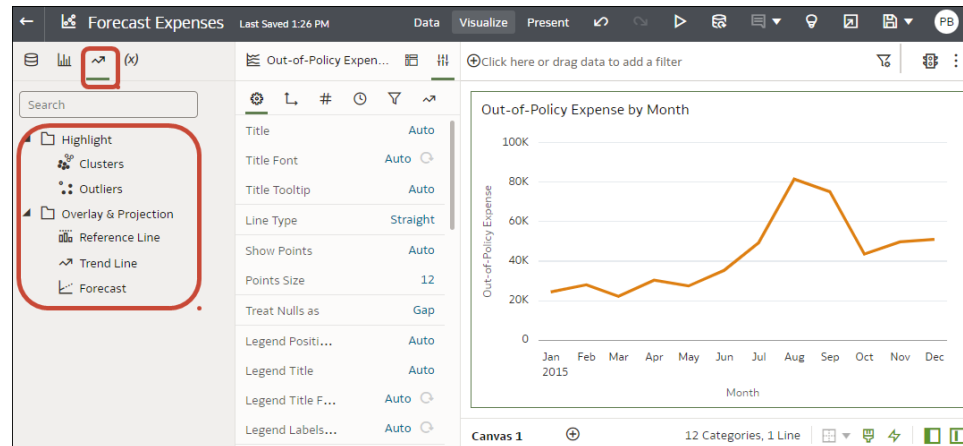 Forecast Expenses Last Saved 1:26 PM Data Visualize Present PB
(x)
Search
Highlight
Clusters
Outliers
Overlay & Projection
Reference Line
Trend Line
Forecast
Out-of-Policy Expen...
#
Title Auto
Title Font Auto
Title Tooltip Auto
Line Type Straight
Show Points Auto
Points Size 12
Treat Nulls as Gap
Legend Positi... Auto
Legend Title Auto
Legend Title F... Auto
Legend Labels... Auto
Click here or drag data to add a filter
Out-of-Policy Expense by Month
Out-of-Policy Expense
100K
80K
60K
40K
20K
0
Jan Feb Mar Apr May Jun Jul Aug Sep Oct Nov Dec
2015
Month
Canvas 1 12 Categories, 1 Line